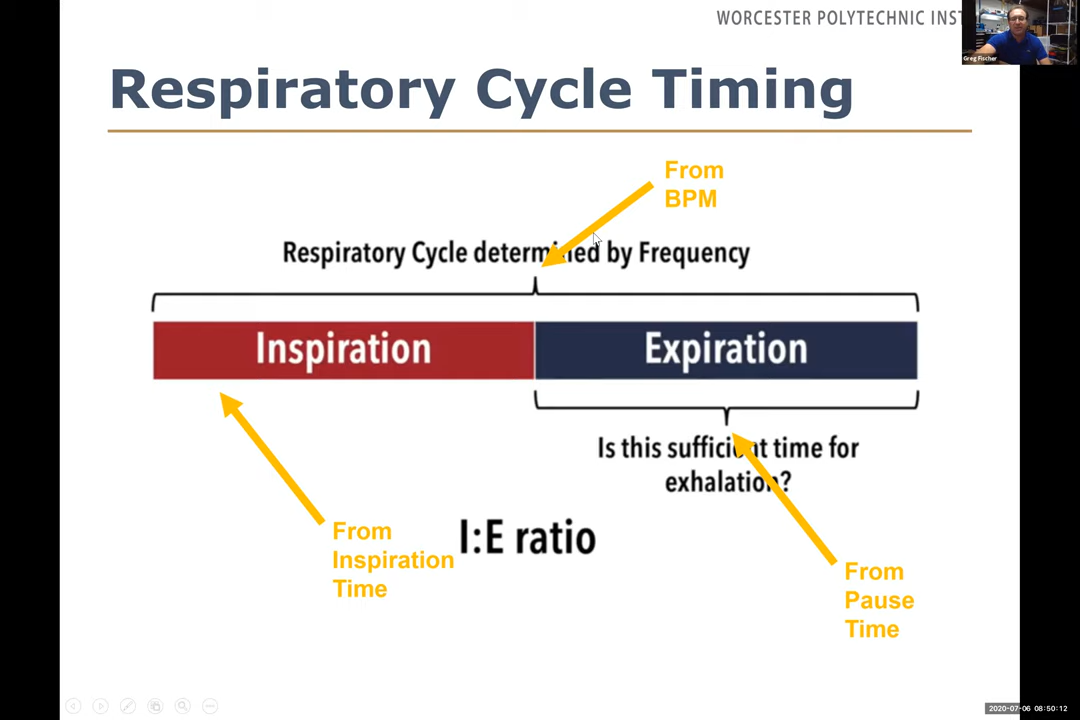 WORCESTER POLYTECHNIC
Greg Fischer
Respiratory Cycle Timing
From
BPM
Respiratory Cycle determined by Frequency
Inspiration
Expiration
Is this sufficient time for
exhalation?
From
Inspiration
Time
I:E ratio
From
Pause
Time
2020-07-06 08:50:12